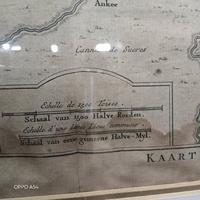 Ankee
Cannes de Sucres
Echelle de 1500 Toises.
Schaal van 1500 Halve Roeden.
Echelle d'une Lieue commune.
Schaal van eene gemeene Halve-Myl.
KAART
OPPO A54